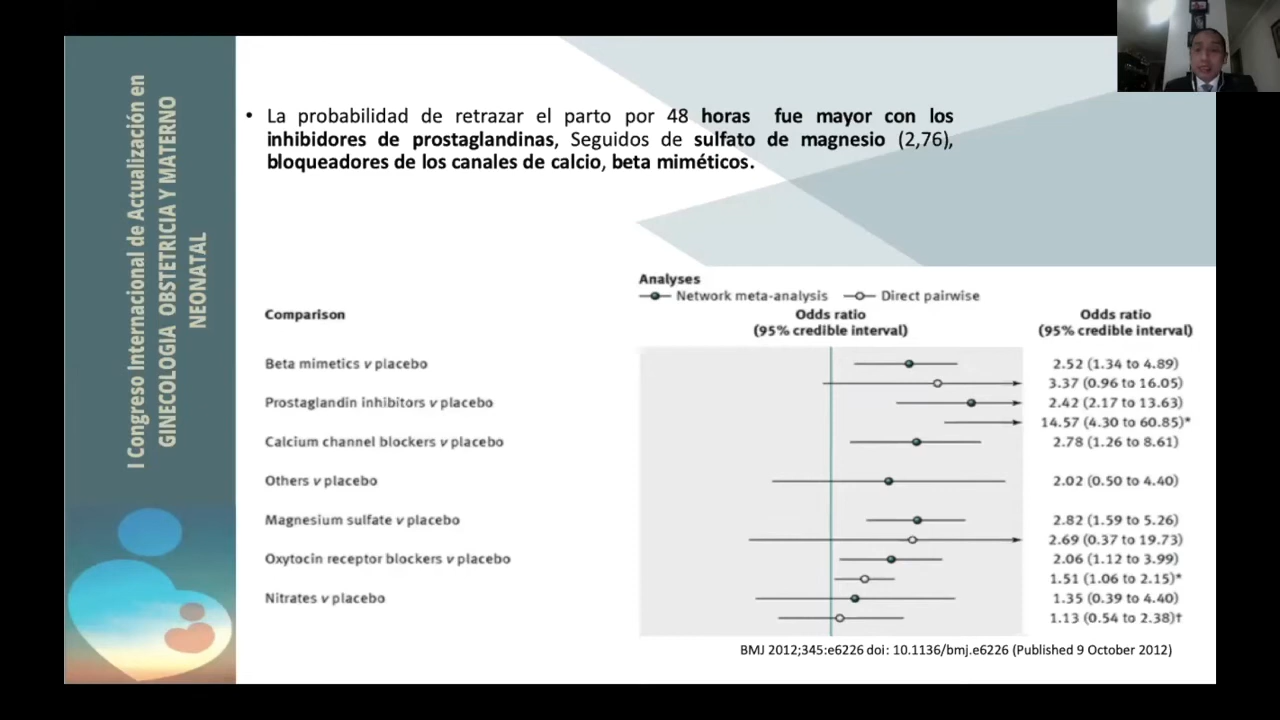 I Congreso Internacional de Actualización en
GINECOLOGIA OBSTETRICIA Y MATERNO
NEONATAL
• La probabilidad de retrazar el parto por 48 horas fue mayor con los
inhibidores de prostaglandinas, Seguidos de sulfato de magnesio (2,76),
bloqueadores de los canales de calcio, beta miméticos.
Analyses
Network meta-analysis Direct pairwise
Comparison
Odds ratio
(95% credible interval)
Odds ratio
(95% credible interval)
Beta mimetics v placebo 2.52 (1.34 to 4.89)
3.37 (0.96 to 16.05)
Prostaglandin inhibitors v placebo 2.42 (2.17 to 13.63)
14.57 (4.30 to 60.85)*
Calcium channel blockers v placebo 2.78 (1.26 to 8.61)
Others v placebo 2.02 (0.50 to 4.40)
Magnesium sulfate v placebo 2.82 (1.59 to 5.26)
2.69 (0.37 to 19.73)
Oxytocin receptor blockers v placebo 2.06 (1.12 to 3.99)
1.51 (1.06 to 2.15)*
Nitrates v placebo 1.35 (0.39 to 4.40)
1.13 (0.54 to 2.38)†
BMJ 2012;345:e6226 doi: 10.1136/bmj.e6226 (Published 9 October 2012)